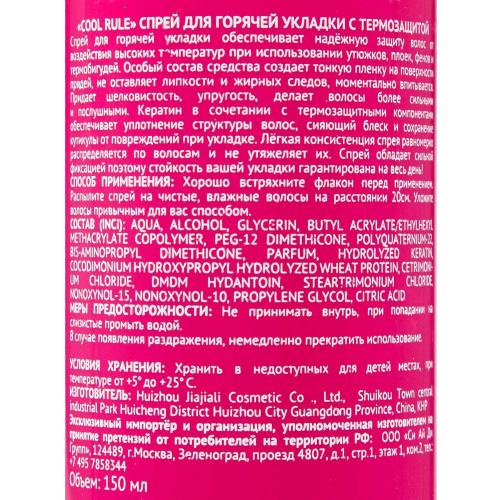 «COOL RULE» СПРЕЙ ДЛЯ ГОРЯЧЕЙ УКЛАДКИ С ТЕРМОЗАЩИТОЙ
Спрей для горячей укладки обеспечивает надёжную защиту волос от
воздействия высоких температур при использовании утюжков, плоек, фенов и
термобигудей. Особый состав средства создает тонкую пленку на поверхности
прядей, не оставляет липкости и жирных следов, моментально впитывается.
Придает шелковистость, упругость, делает волосы более сильными
и послушными. Кератин в сочетании с термозащитными компонентами
обеспечивает уплотнение структуры волос, сияющий блеск и сохранение
кутикулы от повреждений при укладке. Лёгкая консистенция спрея равномерно
распределяется по волосам и не утяжеляет их. Спрей обладает сильной
фиксацией поэтому стойкость вашей укладки гарантирована на весь день!
СПОСОБ ПРИМЕНЕНИЯ: Хорошо встряхните флакон перед применением.
Распылите спрей на чистые, влажные волосы на расстоянии 20см. Уложите
волосы привычным для вас способом.
СОСТАВ (INCI): AQUA, ALCOHOL, GLYCERIN, BUTYL ACRYLATE/ETHYLHEXYL
METHACRYLATE COPOLYMER, PEG-12 DIMETHICONE, POLYQUATERNIUM-22,
BIS-AMINOPROPYL DIMETHICONE, PARFUM, HYDROLYZED KERATIN,
COCODIMONIUM HYDROXYPROPYL HYDROLYZED WHEAT PROTEIN, CETRIMONI-
UM CHLORIDE, DMDM HYDANTOIN, STEARTRIMONIUM CHLORIDE,
NONOXYNOL-15, NONOXYNOL-10, PROPYLENE GLYCOL, CITRIC ACID
МЕРЫ ПРЕДОСТОРОЖНОСТИ: Не принимать внутрь, при попадании на
слизистые промыть водой.
В случае появления раздражения, немедленно прекратить использование.
УСЛОВИЯ ХРАНЕНИЯ: Хранить в недоступных для детей местах, при
температуре от +5° до +25° С.
ИЗГОТОВИТЕЛЬ: Huizhou Jiajiali Cosmetic Co ., Ltd., Shuikou Town central
Industrial Park Huicheng District Huizhou City Guangdong Province, China, КНР
Эксклюзивный импортёр и организация, уполномоченная изготовителем на
принятие претензий от потребителей на территории РФ: ООО «Си Ай Ди
Групп», 124489, г.Москва, Зеленоград, проезд 4807, д.1, стр.1, этаж 1, ком.2, тел.:
+7 495 7858344
Объем: 150 мл